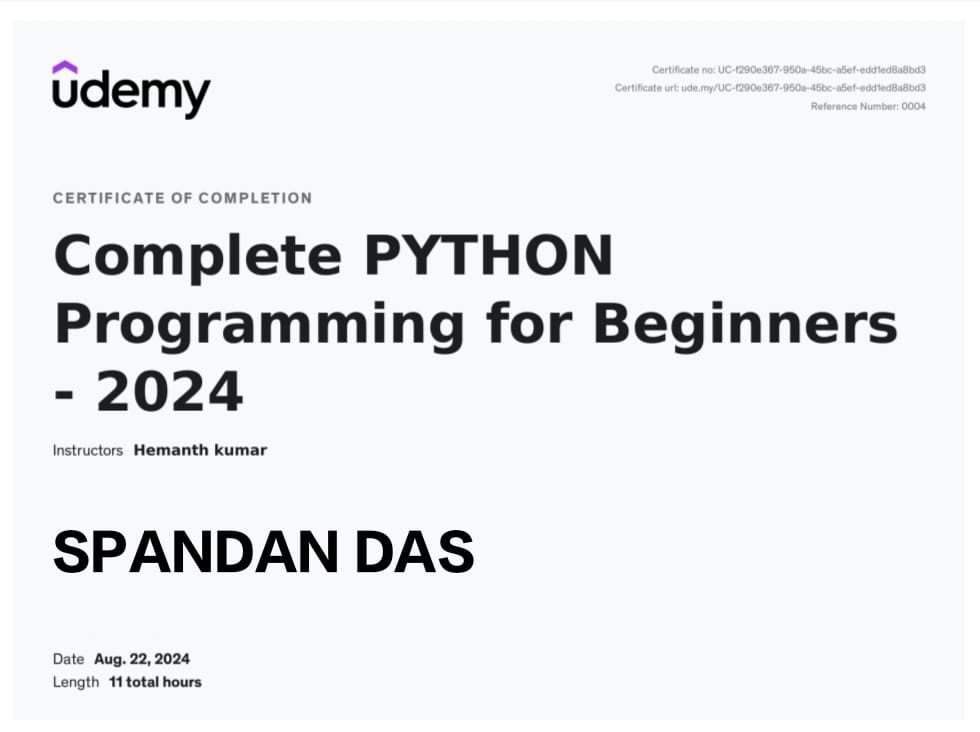 udemy
Certificate no: UC-f290e367-950a-45bc-a5ef-edd1ed8a8bd3
Certificate url: ude.my/UC-f290e367-950a-45bc-a5ef-edd1ed8a8bd3
Reference Number: 0004
CERTIFICATE OF COMPLETION
Complete PYTHON
Programming for Beginners
- 2024
Instructors Hemanth kumar
SPANDAN DAS
Date Aug. 22, 2024
Length 11 total hours